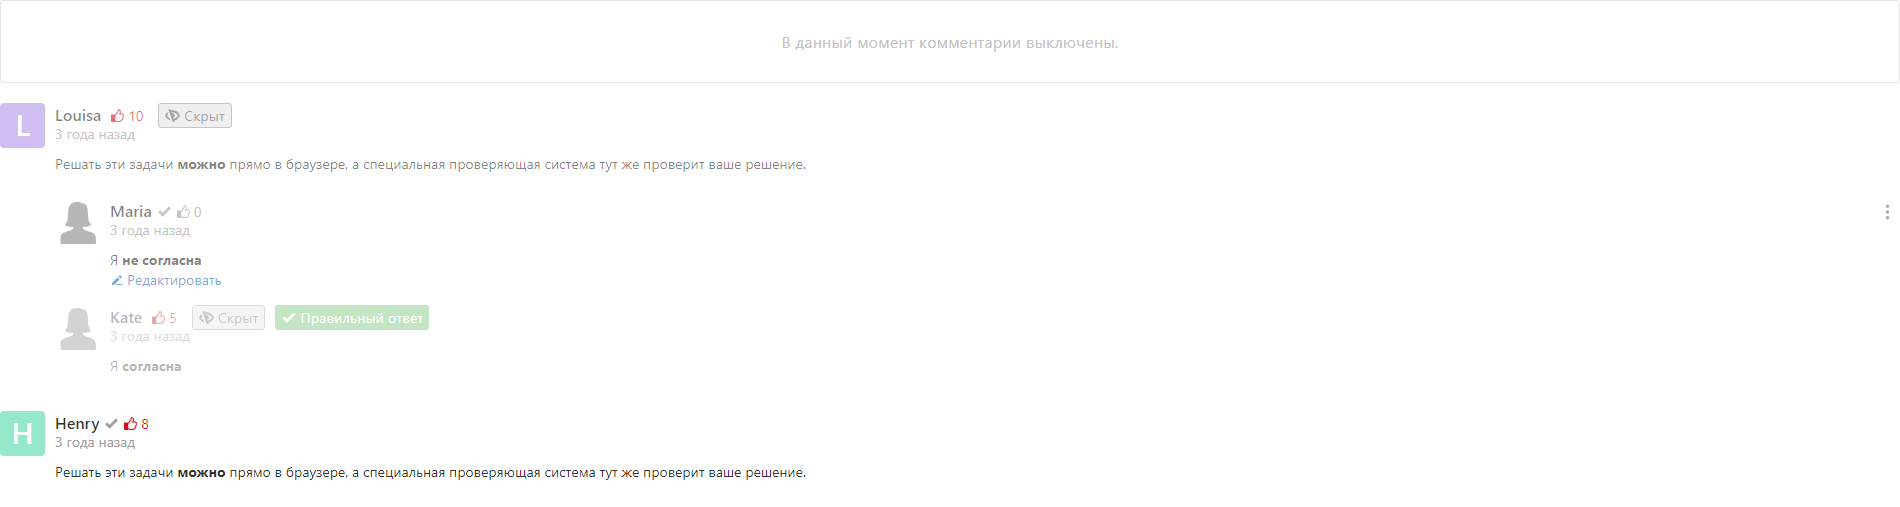 В данный момент комментарии выключены.
L
Louisa 10 Скрыт
3 года назад
Решать эти задачи можно прямо в браузере, а специальная проверяющая система тут же проверит ваше решение.
Maria 0
3 года назад
Я не согласна
Редактировать
Kate 5 Скрыт Правильный ответ
3 года назад
Я согласна
H
Henry 8
3 года назад
Решать эти задачи можно прямо в браузере, а специальная проверяющая система тут же проверит ваше решение.